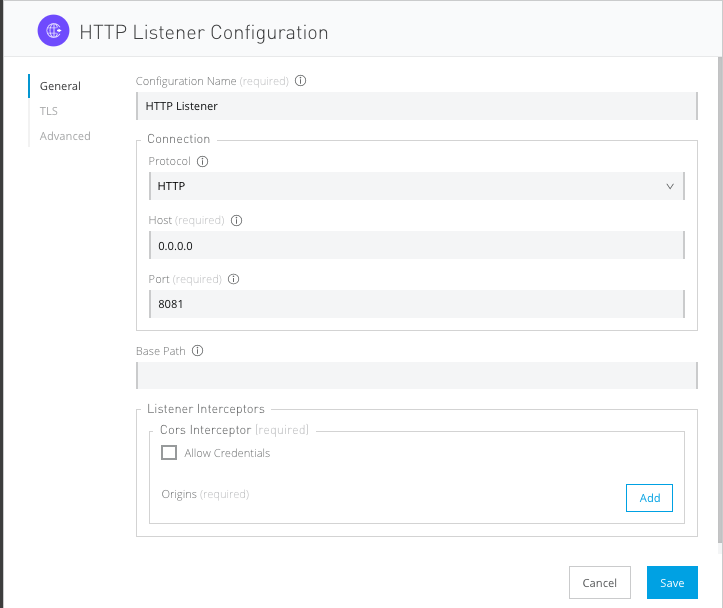 HTTP Listener Configuration
General
TLS
Advanced
Configuration Name (required)
HTTP Listener
Connection
Protocol
HTTP
Host (required)
0.0.0.0
Port (required)
8081
Base Path
Listener Interceptors
Cors Interceptor [required]
Allow Credentials
Origins (required)
Add
Cancel
Save